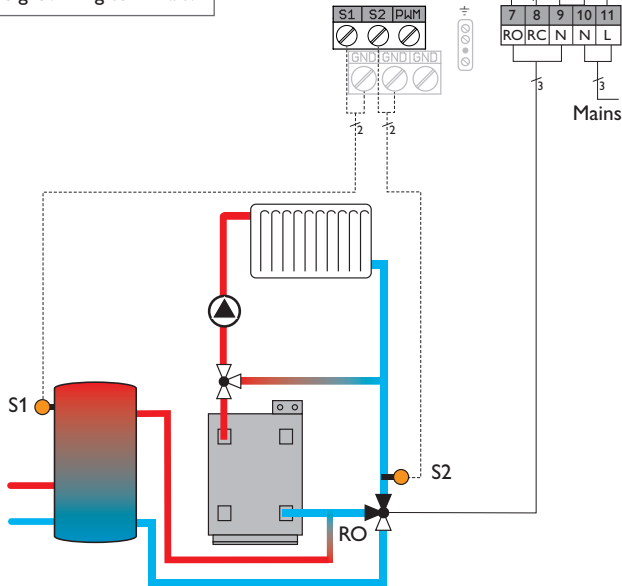 S1 S2 PWM
GND GND GND
7 8 9 10 11
RO RC N N L
2
2
3
3
Mains
S1
S2
RO